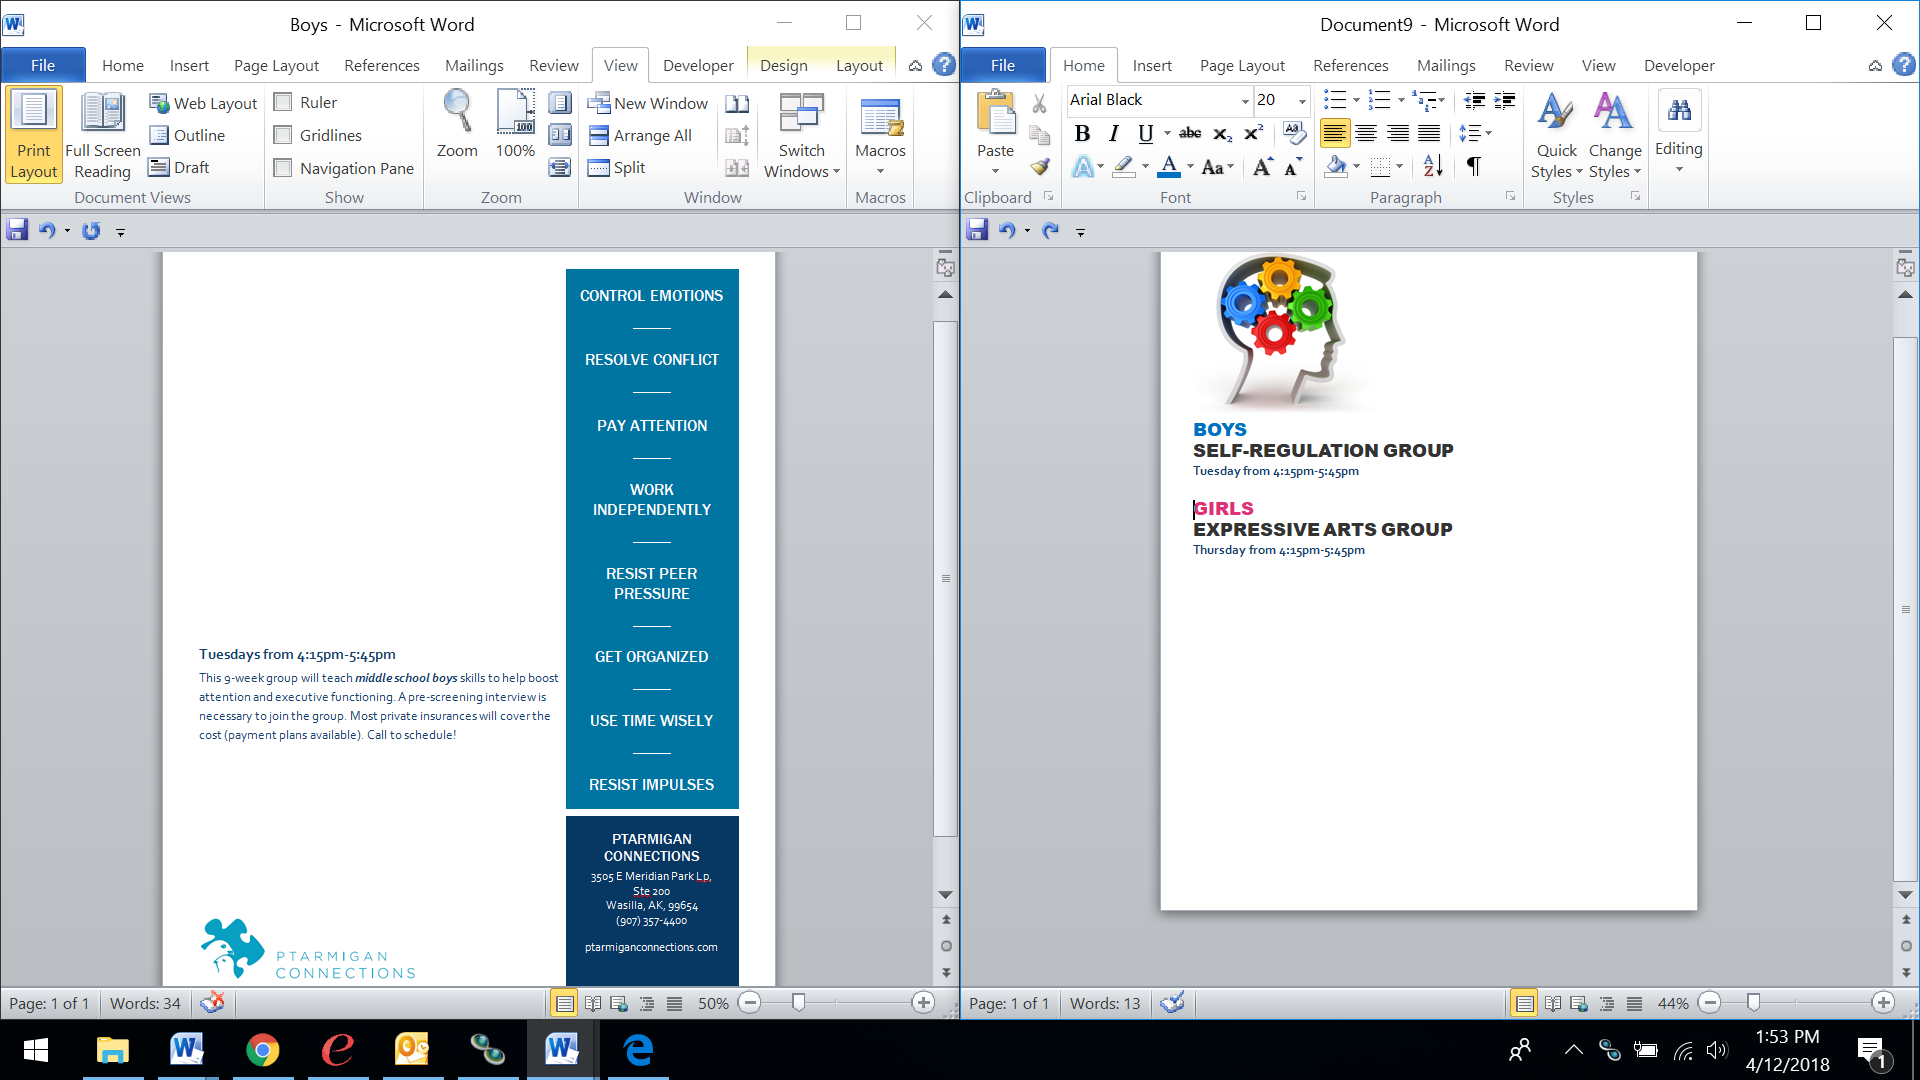 Boys - Microsoft Word
File Home Insert Page Layout References Mailings Review View Developer Design Layout
Print Layout
Full Screen Reading
Web Layout
Outline
Draft
Document Views
Ruler
Gridlines
Navigation Pane
Show
Zoom
100
100%
Zoom
New Window
Arrange All
Split
Switch Windows
Window
Macros
Macros
CONTROL EMOTIONS
RESOLVE CONFLICT
PAY ATTENTION
WORK
INDEPENDENTLY
RESIST PEER
PRESSURE
GET ORGANIZED
USE TIME WISELY
RESIST IMPULSES
Tuesdays from 4:15pm-5:45pm
This 9-week group will teach middle school boys skills to help boost
attention and executive functioning. A pre-screening interview is
necessary to join the group. Most private insurances will cover the
cost (payment plans available). Call to schedule!
PTARMIGAN
CONNECTIONS
3505 E Meridian Park Lp,
Ste 200
Wasilla, AK, 99654
(907) 357-4400
ptarmiganconnections.com
PTARMIGAN
CONNECTIONS
Page: 1 of 1 Words: 34 50%
Document9 - Microsoft Word
File Home Insert Page Layout References Mailings Review View Developer
Paste
Clipboard
Arial Black 20
B I U abc x2 x2 Aa
A A A Aa A A
Font
Paragraph
Quick Styles
Change Styles
Styles
Editing
BOYS
SELF-REGULATION GROUP
Tuesday from 4:15pm-5:45pm
GIRLS
EXPRESSIVE ARTS GROUP
Thursday from 4:15pm-5:45pm
Page: 1 of 1 Words: 13 44%
1:53 PM
4/12/2018
1